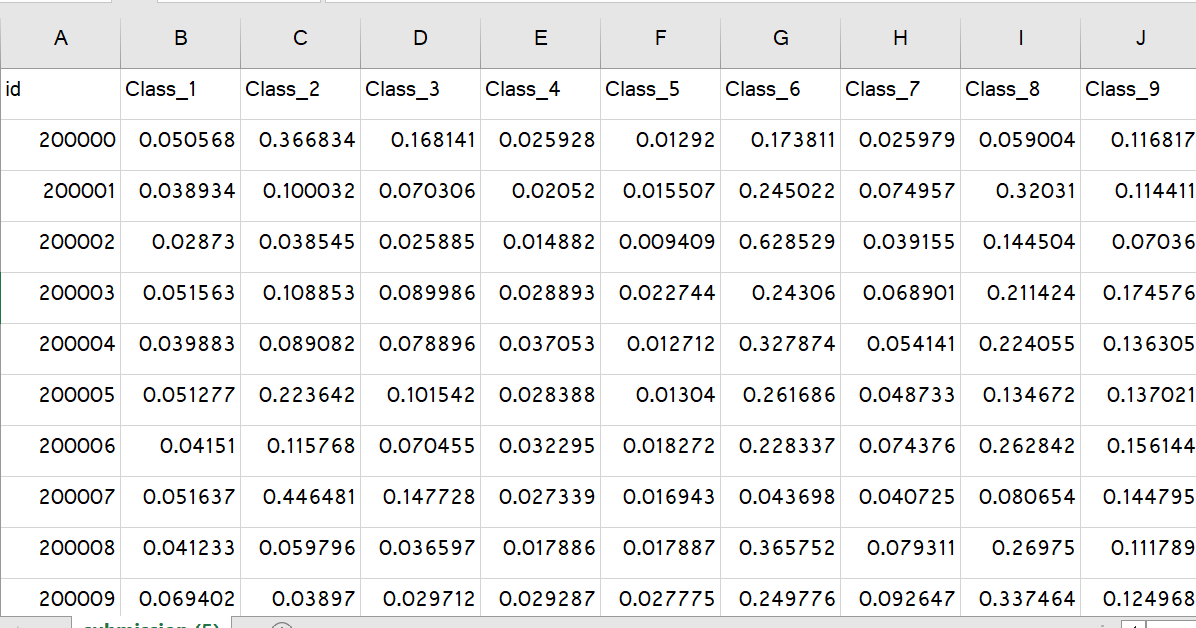 A B C D E F G H I J
id Class_1 Class_2 Class_3 Class_4 Class_5 Class_6 Class_7 Class_8 Class_9
200000 0.050568 0.366834 0.168141 0.025928 0.01292 0.173811 0.025979 0.059004 0.116817
200001 0.038934 0.100032 0.070306 0.02052 0.015507 0.245022 0.074957 0.32031 0.114411
200002 0.02873 0.038545 0.025885 0.014882 0.009409 0.628529 0.039155 0.144504 0.07036
200003 0.051563 0.108853 0.089986 0.028893 0.022744 0.24306 0.068901 0.211424 0.174576
200004 0.039883 0.089082 0.078896 0.037053 0.012712 0.327874 0.054141 0.224055 0.136305
200005 0.051277 0.223642 0.101542 0.028388 0.01304 0.261686 0.048733 0.134672 0.137021
200006 0.04151 0.115768 0.070455 0.032295 0.018272 0.228337 0.074376 0.262842 0.156144
200007 0.051637 0.446481 0.147728 0.027339 0.016943 0.043698 0.040725 0.080654 0.144795
200008 0.041233 0.059796 0.036597 0.017886 0.017887 0.365752 0.079311 0.26975 0.111789
200009 0.069402 0.03897 0.029712 0.029287 0.027775 0.249776 0.092647 0.337464 0.124968